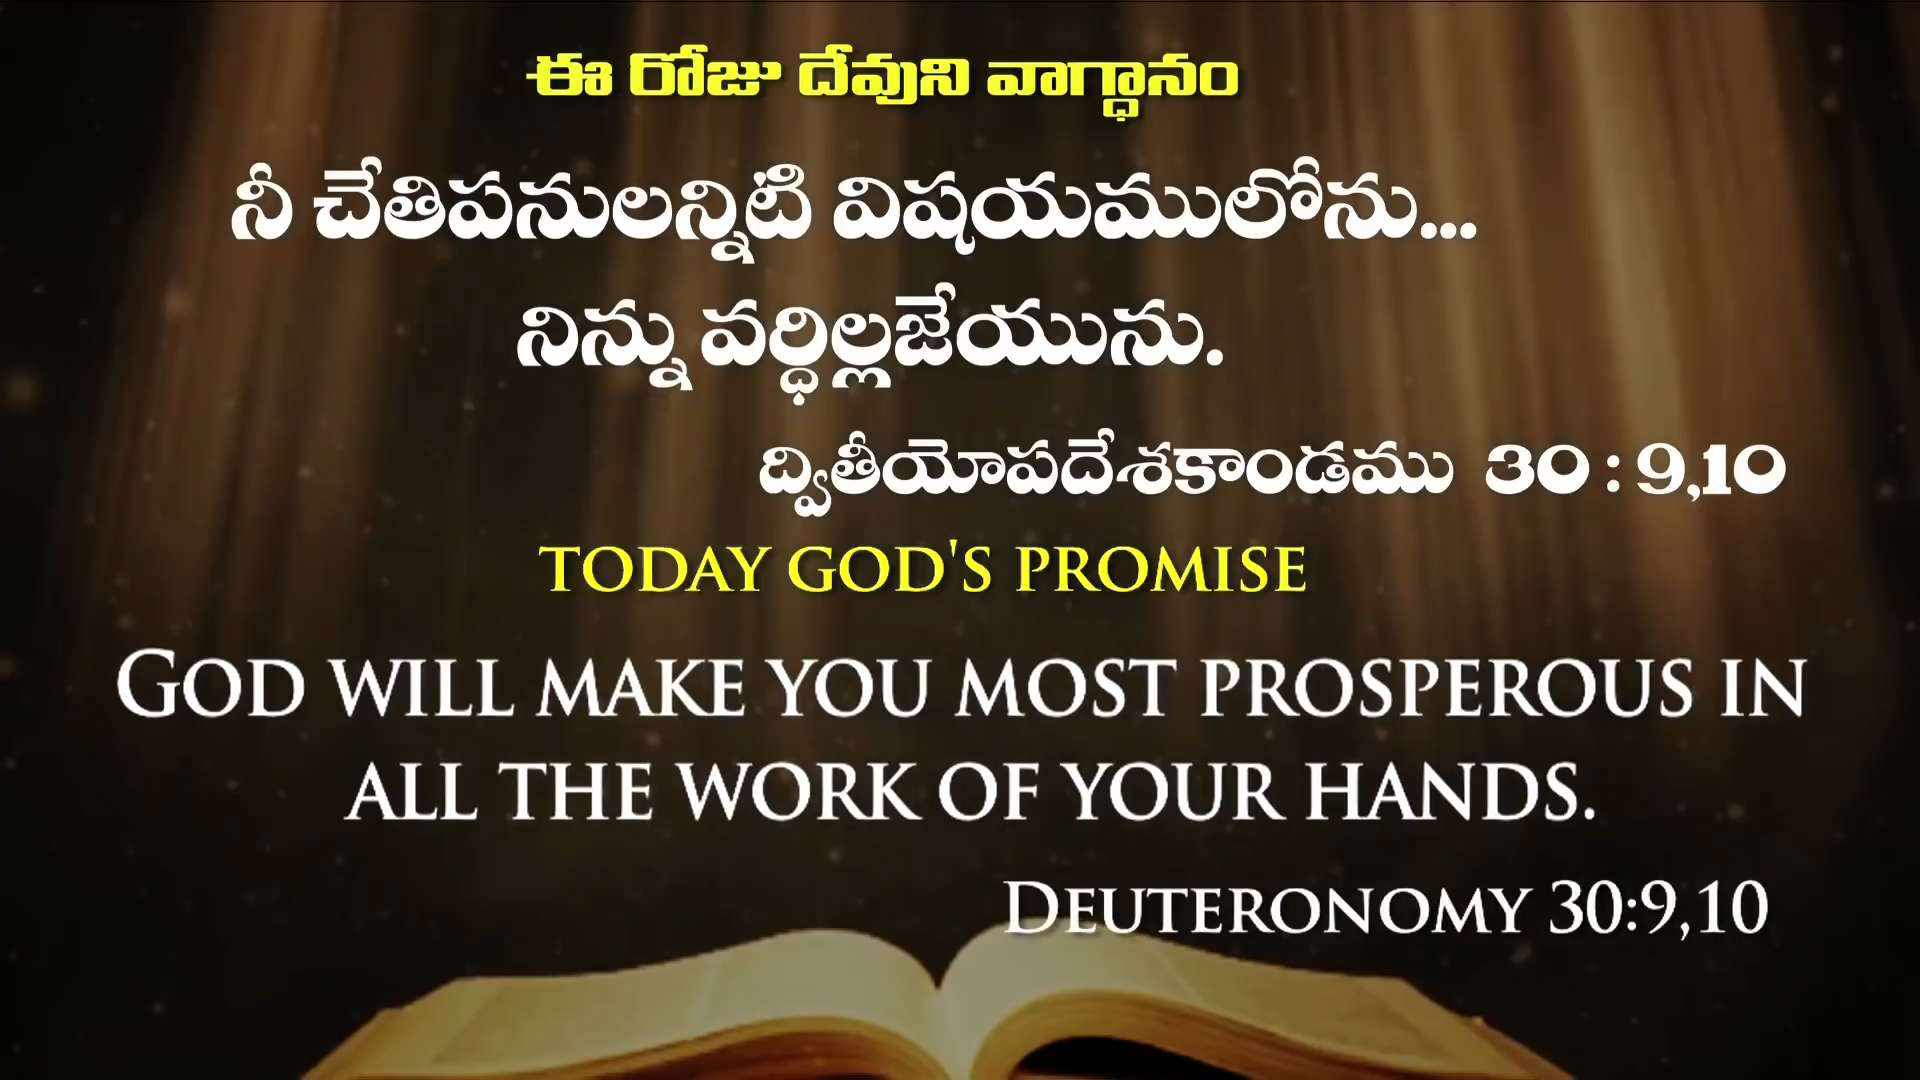 ఈ రోజు దేవుని వాగ్ధానం
నీ చేతిపనులన్నిటి విషయములోను...
నిన్ను వర్ధిల్లజేయును.
ద్వితీయోపదేశకాండము 30 : 9,10
TODAY GOD'S PROMISE
GOD WILL MAKE YOU MOST PROSPEROUS IN
ALL THE WORK OF YOUR HANDS.
DEUTERONOMY 30:9,10